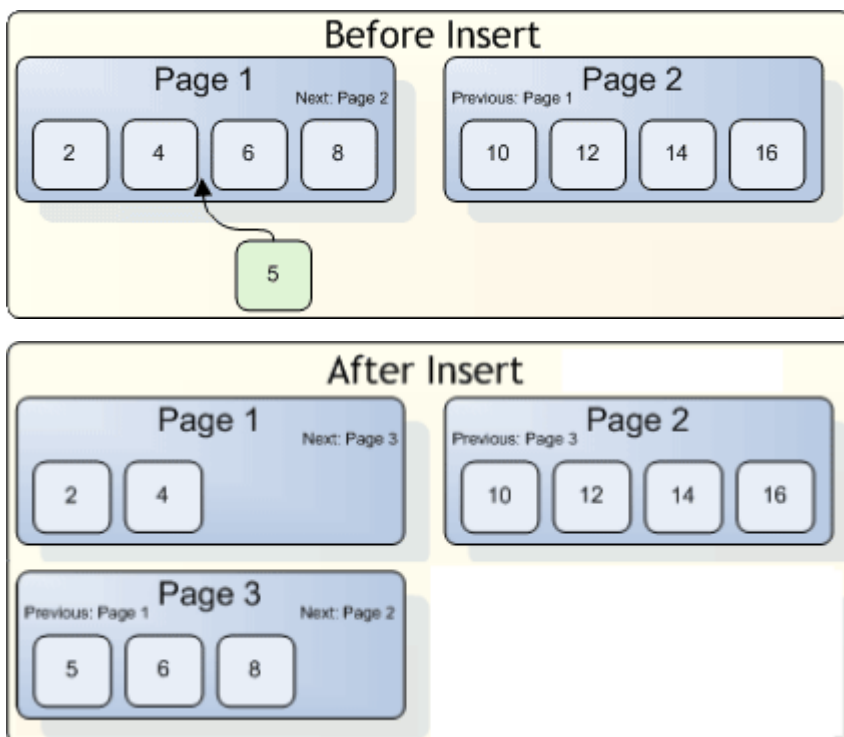 Before Insert
Page 1
Next: Page 2
2 4 6 8
Page 2
Previous: Page 1
10 12 14 16
5
After Insert
Page 1
Next: Page 3
2 4
Page 2
Previous: Page 3
10 12 14 16
Page 3
Previous: Page 1
Next: Page 2
5 6 8